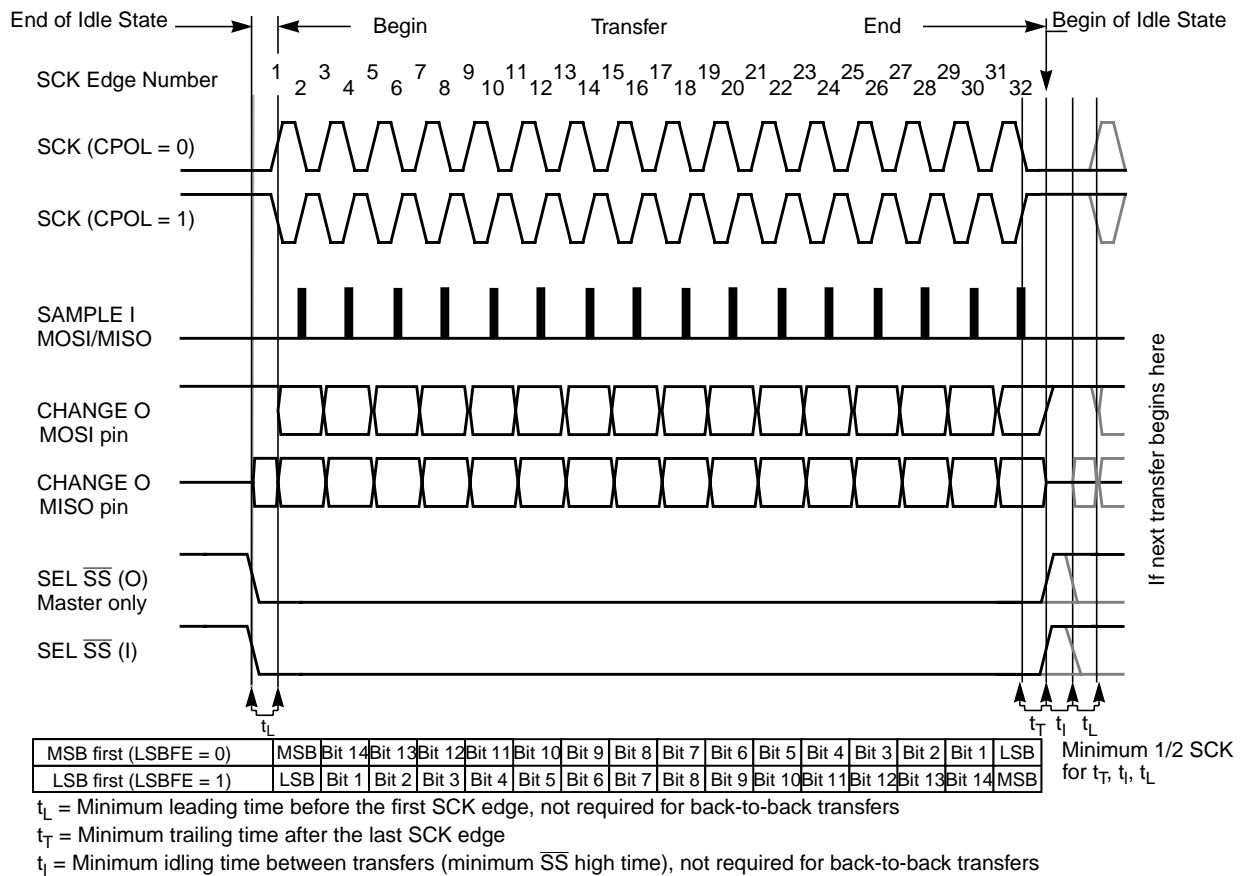 End of Idle State
Begin
Transfer
End
Begin of Idle State
SCK Edge Number
1 3 5 7 9 11 13 15 17 19 21 23 25 27 29 31
2 4 6 8 10 12 14 16 18 20 22 24 26 28 30 32
SCK (CPOL = 0)
SCK (CPOL = 1)
SAMPLE I
MOSI/MISO
CHANGE O
MOSI pin
CHANGE O
MISO pin
SEL SS (O)
Master only
SEL SS (I)
If next transfer begins here
tL
tT tI tL
MSB first (LSBFE = 0) MSB Bit 14 Bit 13 Bit 12 Bit 11 Bit 10 Bit 9 Bit 8 Bit 7 Bit 6 Bit 5 Bit 4 Bit 3 Bit 2 Bit 1 LSB
LSB first (LSBFE = 1) LSB Bit 1 Bit 2 Bit 3 Bit 4 Bit 5 Bit 6 Bit 7 Bit 8 Bit 9 Bit 10 Bit 11 Bit 12 Bit 13 Bit 14 MSB
Minimum 1/2 SCK
for tT, tI, tL
tL = Minimum leading time before the first SCK edge, not required for back-to-back transfers
tT = Minimum trailing time after the last SCK edge
tI = Minimum idling time between transfers (minimum SS high time), not required for back-to-back transfers